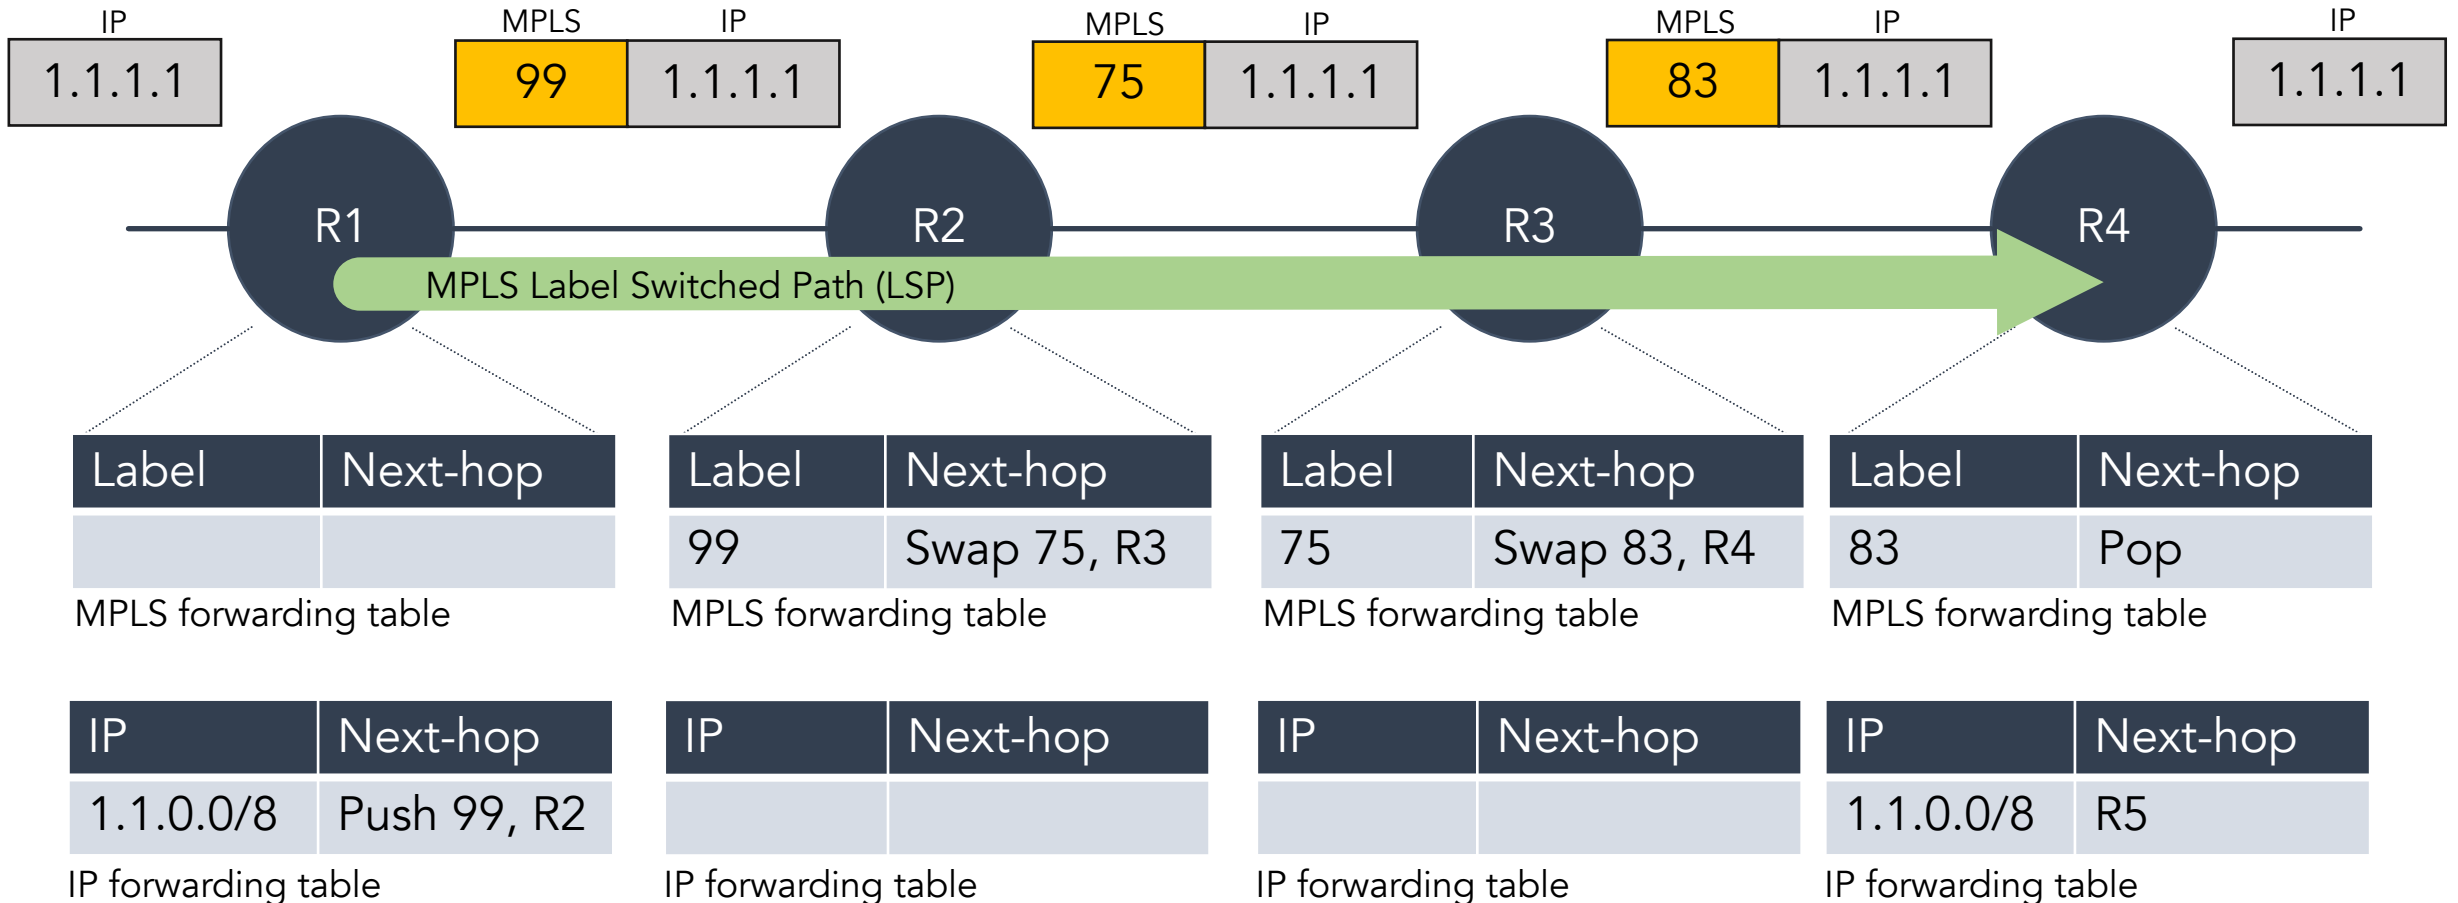 IP
MPLS IP
MPLS IP
MPLS IP
IP
1.1.1.1
99 1.1.1.1
75 1.1.1.1
83 1.1.1.1
1.1.1.1
R1
R2
R3
R4
MPLS Label Switched Path (LSP)
Label Next-hop
MPLS forwarding table
Label Next-hop
99 Swap 75, R3
MPLS forwarding table
Label Next-hop
75 Swap 83, R4
MPLS forwarding table
Label Next-hop
83 Pop
MPLS forwarding table
IP Next-hop
1.1.0.0/8 Push 99, R2
IP forwarding table
IP Next-hop
IP forwarding table
IP Next-hop
IP forwarding table
IP Next-hop
1.1.0.0/8 R5
IP forwarding table